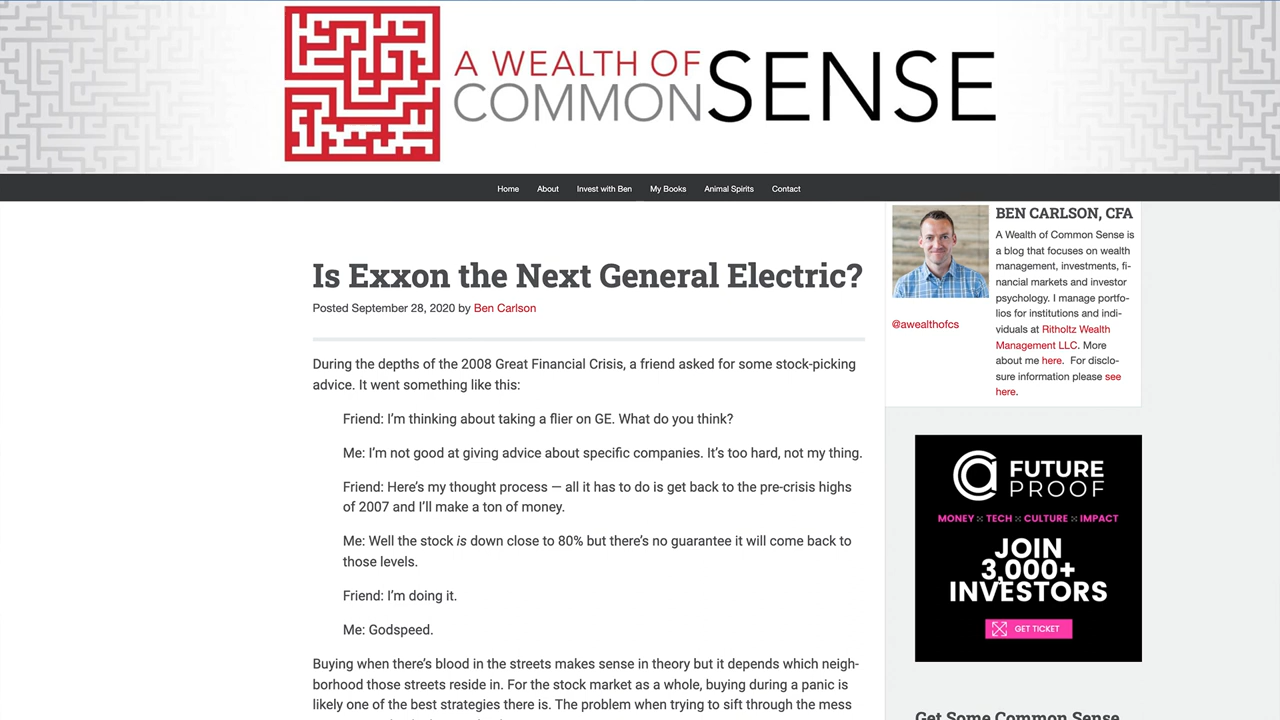 A WEALTH OF
COMMON SENSE
Home About Invest with Ben My Books Animal Spirits Contact
Is Exxon the Next General Electric?
Posted September 28, 2020 by Ben Carlson
During the depths of the 2008 Great Financial Crisis, a friend asked for some stock-picking
advice. It went something like this:
Friend: I’m thinking about taking a flier on GE. What do you think?
Me: I’m not good at giving advice about specific companies. It’s too hard, not my thing.
Friend: Here’s my thought process — all it has to do is get back to the pre-crisis highs
of 2007 and I’ll make a ton of money.
Me: Well the stock is down close to 80% but there’s no guarantee it will come back to
those levels.
Friend: I’m doing it.
Me: Godspeed.
Buying when there’s blood in the streets makes sense in theory but it depends which neigh-
borhood those streets reside in. For the stock market as a whole, buying during a panic is
likely one of the best strategies there is. The problem when trying to sift through the mess
BEN CARLSON, CFA
A Wealth of Common Sense is
a blog that focuses on wealth
management, investments, fi-
nancial markets and investor
psychology. I manage portfo-
lios for institutions and indi-
viduals at Ritholtz Wealth
Management LLC. More
about me here. For disclo-
sure information please see
here.
@awealthofcs
FUTURE
PROOF
MONEY TECH CULTURE IMPACT
JOIN
3,000+
INVESTORS
GET TICKET
Get Some Common Sense